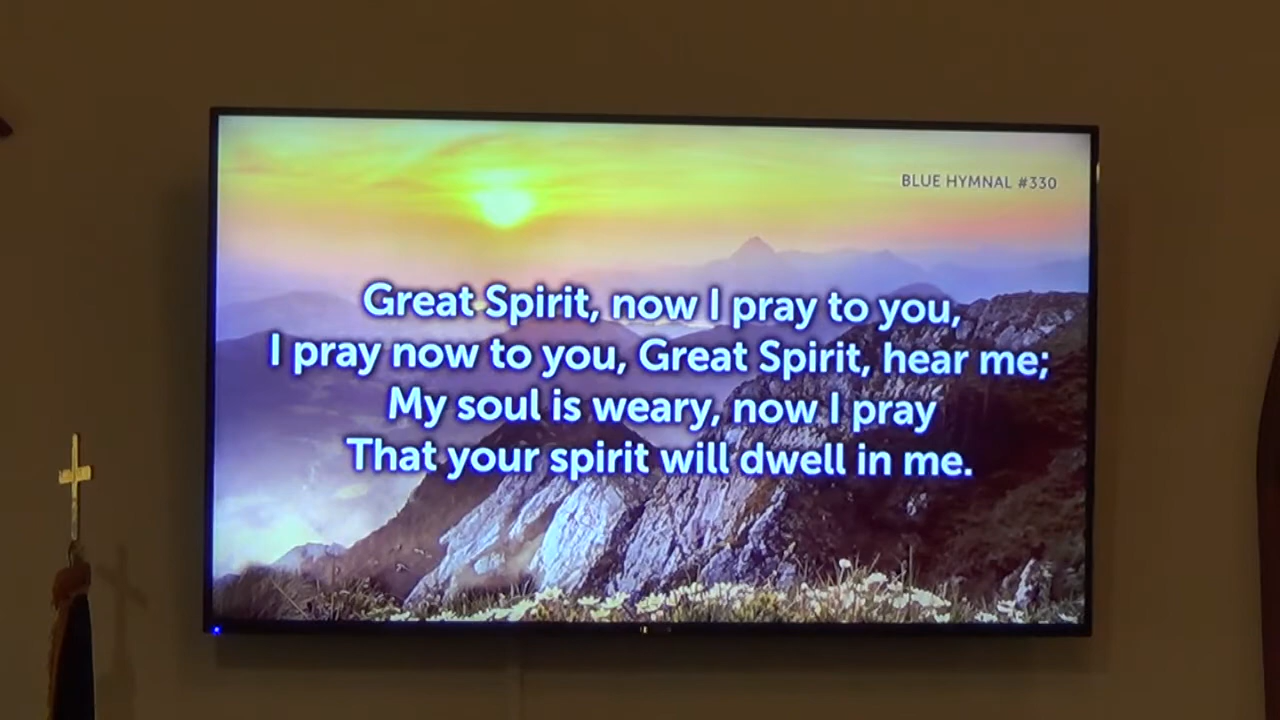 BLUE HYMNAL #330
Great Spirit, now I pray to you,
I pray now to you, Great Spirit, hear me;
My soul is weary, now I pray
That your spirit will dwell in me.